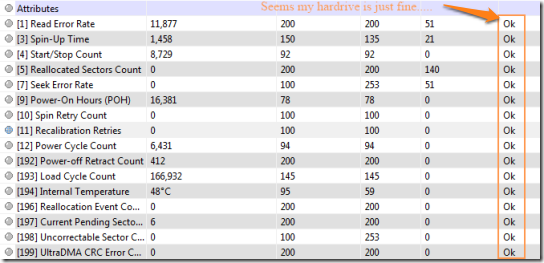 Attributes Seems my hardrive is just fine.....
[1] Read Error Rate 11,877 200 200 51 Ok
[3] Spin-Up Time 1,458 150 135 21 Ok
[4] Start/Stop Count 8,729 92 92 0 Ok
[5] Reallocated Sectors Count 0 200 200 140 Ok
[7] Seek Error Rate 0 100 253 51 Ok
[9] Power-On Hours (POH) 16,381 78 78 0 Ok
[10] Spin Retry Count 0 100 100 0 Ok
[11] Recalibration Retries 0 100 100 0 Ok
[12] Power Cycle Count 6,431 94 94 0 Ok
[192] Power-off Retract Count 412 200 200 0 Ok
[193] Load Cycle Count 166,932 145 145 0 Ok
[194] Internal Temperature 48°C 95 59 0 Ok
[196] Reallocation Event Co... 0 200 200 0 Ok
[197] Current Pending Secto... 6 200 200 0 Ok
[198] Uncorrectable Sector C... 0 100 253 0 Ok
[199] UltraDMA CRC Error C... 0 200 200 0 Ok